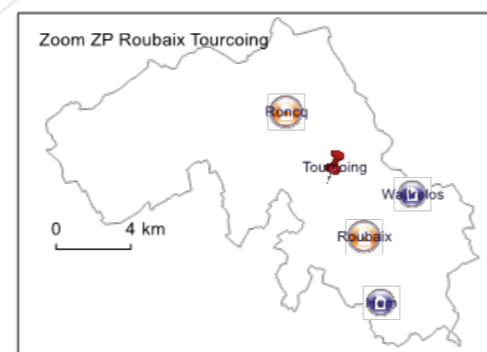 Zoom ZP Roubaix Tourcoing
Roncq
Tourcoing
0 4 km
Roubaix